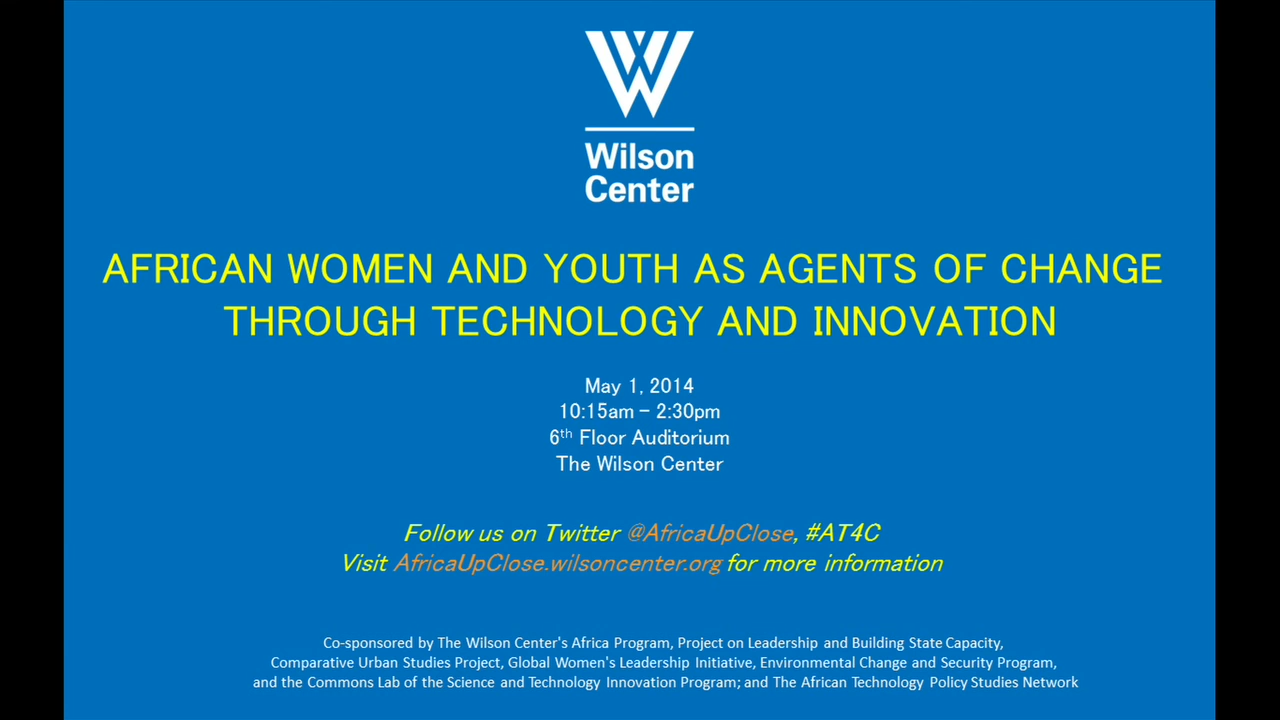 Wilson
Center
AFRICAN WOMEN AND YOUTH AS AGENTS OF CHANGE
THROUGH TECHNOLOGY AND INNOVATION
May 1, 2014
10:15am – 2:30pm
6th Floor Auditorium
The Wilson Center
Follow us on Twitter @AfricaUpClose, #AT4C
Visit AfricaUpClose.wilsoncenter.org for more information
Co-sponsored by The Wilson Center's Africa Program, Project on Leadership and Building State Capacity,
Comparative Urban Studies Project, Global Women's Leadership Initiative, Environmental Change and Security Program,
and the Commons Lab of the Science and Technology Innovation Program; and The African Technology Policy Studies Network